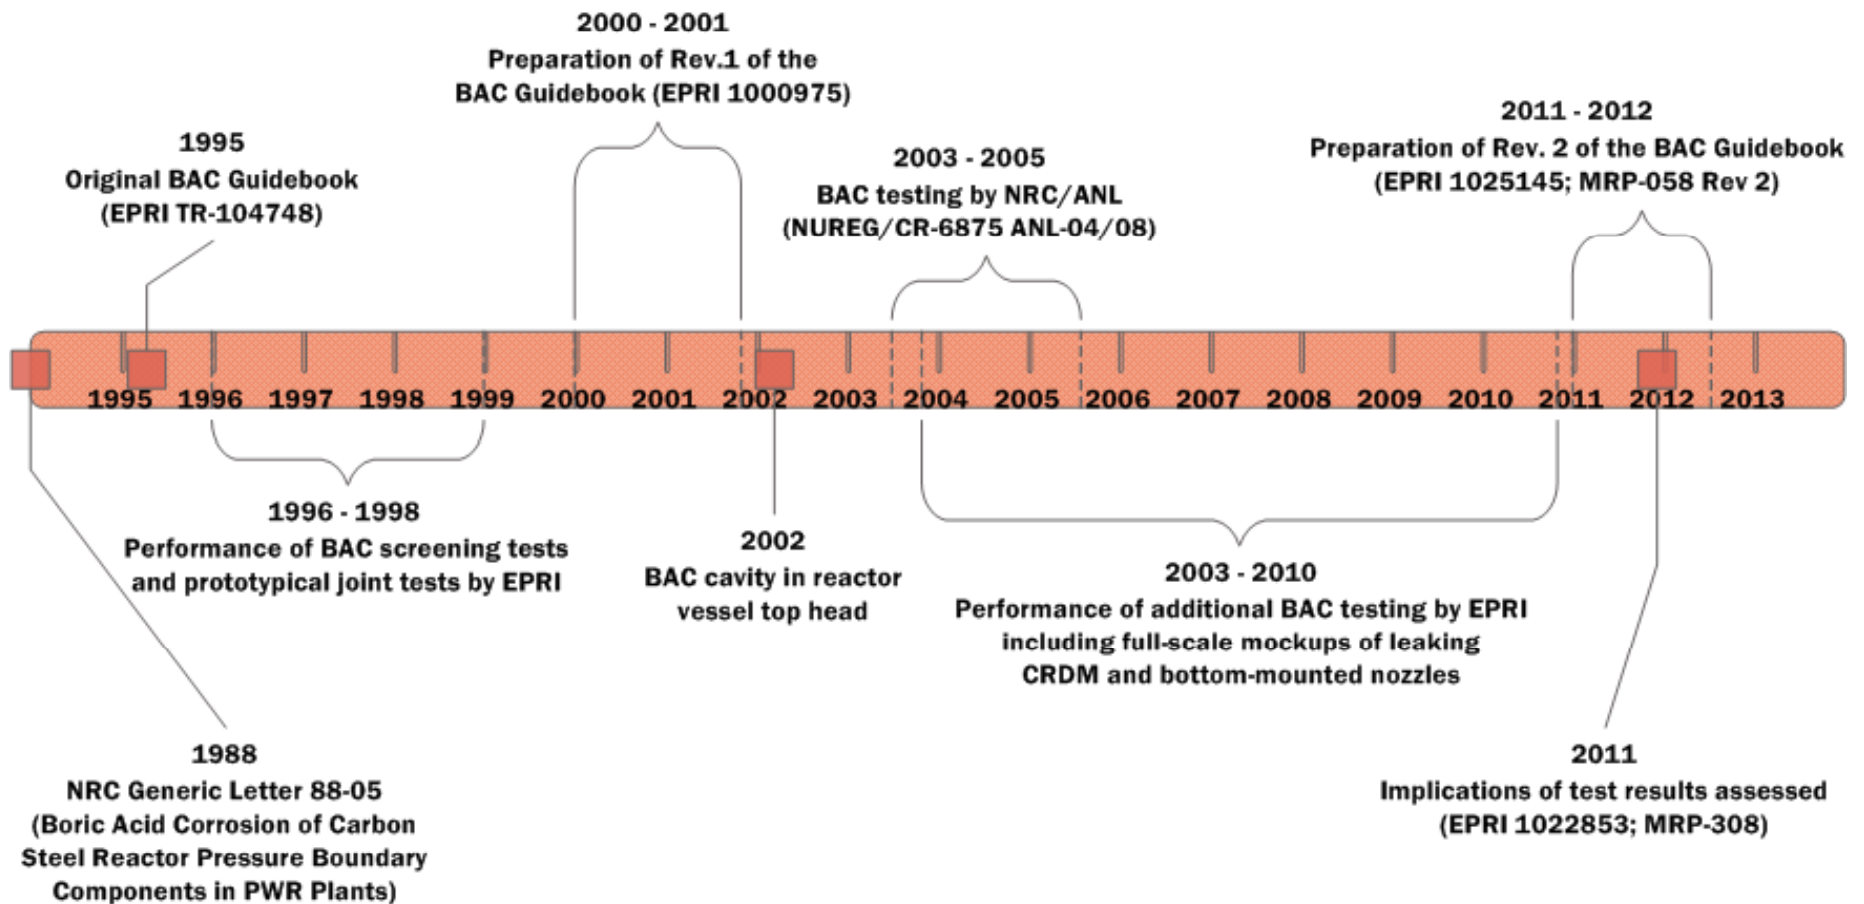 2000 - 2001
Preparation of Rev.1 of the
BAC Guidebook (EPRI 1000975)
1995
Original BAC Guidebook
(EPRI TR-104748)
2003 - 2005
BAC testing by NRC/ANL
(NUREG/CR-6875 ANL-04/08)
2011 - 2012
Preparation of Rev. 2 of the BAC Guidebook
(EPRI 1025145; MRP-058 Rev 2)
1995 1996 1997 1998 1999 2000 2001 2002 2003 2004 2005 2006 2007 2008 2009 2010 2011 2012 2013
1996 - 1998
Performance of BAC screening tests
and prototypical joint tests by EPRI
2002
BAC cavity in reactor
vessel top head
2003 - 2010
Performance of additional BAC testing by EPRI
including full-scale mockups of leaking
CRDM and bottom-mounted nozzles
1988
NRC Generic Letter 88-05
(Boric Acid Corrosion of Carbon
Steel Reactor Pressure Boundary
Components in PWR Plants)
2011
Implications of test results assessed
(EPRI 1022853; MRP-308)